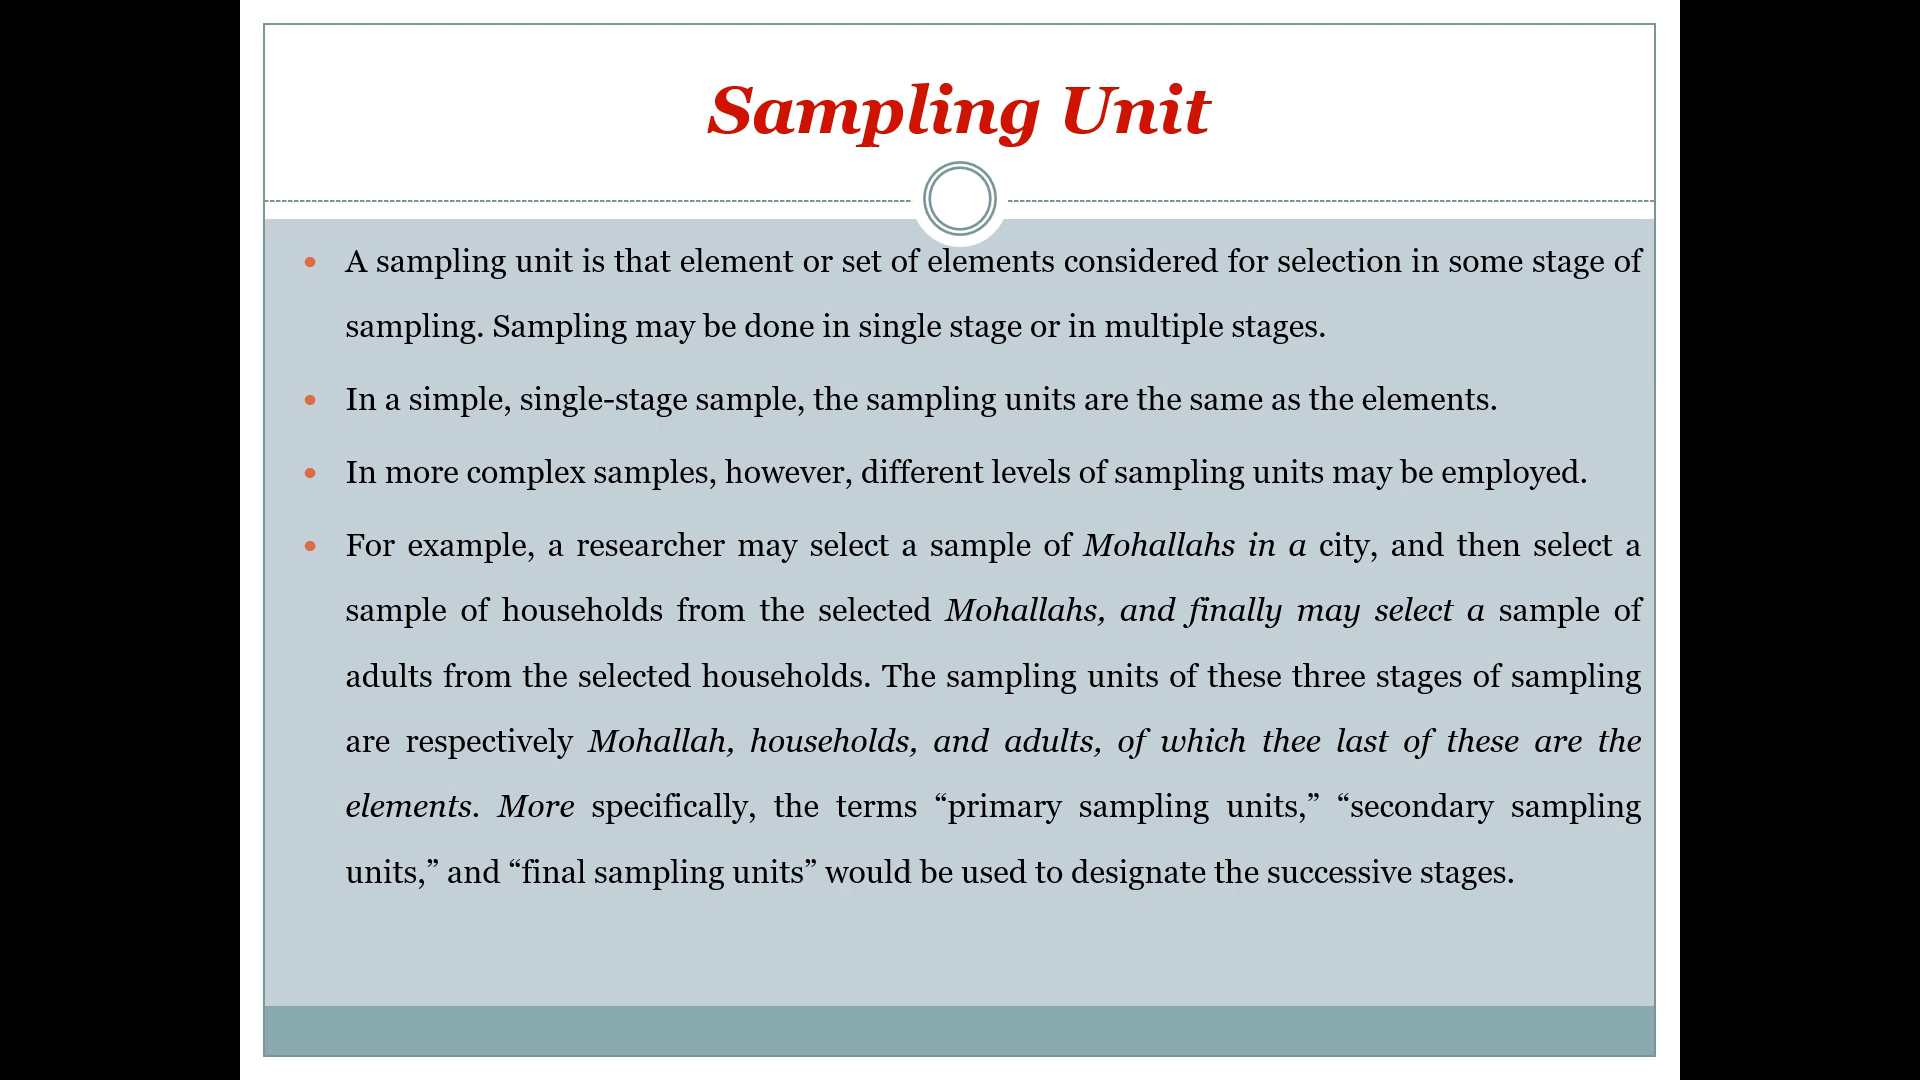 Sampling Unit
• A sampling unit is that element or set of elements considered for selection in some stage of
sampling. Sampling may be done in single stage or in multiple stages.
• In a simple, single-stage sample, the sampling units are the same as the elements.
• In more complex samples, however, different levels of sampling units may be employed.
• For example, a researcher may select a sample of Mohallahs in a city, and then select a
sample of households from the selected Mohallahs, and finally may select a sample of
adults from the selected households. The sampling units of these three stages of sampling
are respectively Mohallah, households, and adults, of which thee last of these are the
elements. More specifically, the terms “primary sampling units,” “secondary sampling
units,” and “final sampling units” would be used to designate the successive stages.